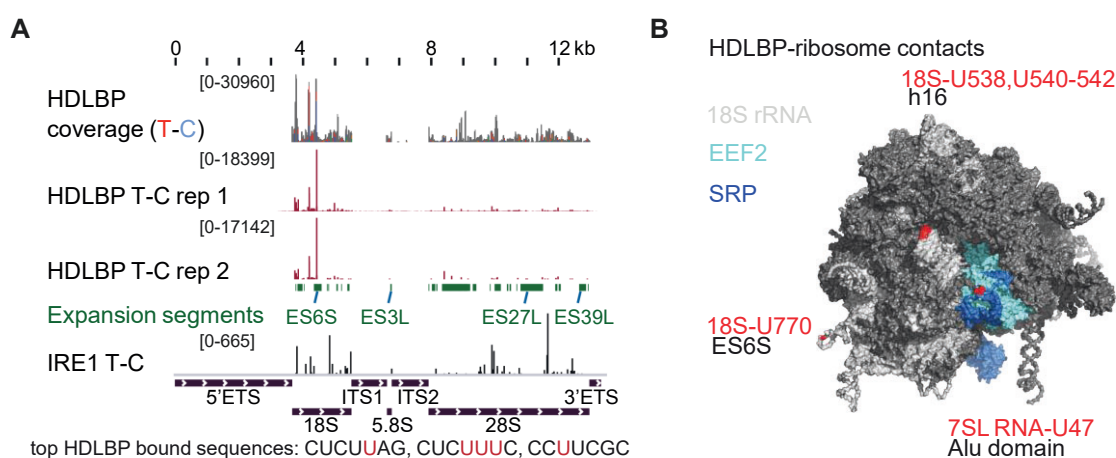 A
0 4 8 12 kb
[0-30960]
HDLBP
coverage (T-C)
[0-18399]
HDLBP T-C rep 1
[0-17142]
HDLBP T-C rep 2
Expansion segments ES6S ES3L ES27L ES39L
[0-665]
IRE1 T-C
5'ETS ITS1 ITS2 3'ETS
18S 5.8S 28S
top HDLBP bound sequences: CUCUUUAG, CUCUUUC, CCUUCGC
B
HDLBP-ribosome contacts
18S-U538,U540-542
h16
18S rRNA
EEF2
SRP
18S-U770
ES6S
7SL RNA-U47
Alu domain